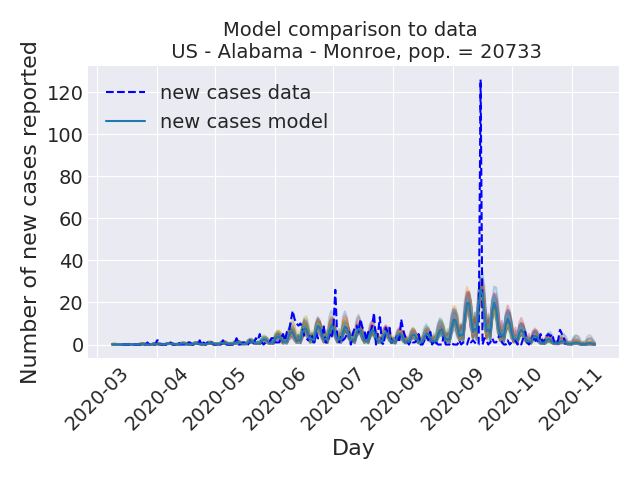 Model comparison to data
US - Alabama - Monroe, pop. = 20733
Number of new cases reported
120
100
80
60
40
20
0
new cases data
new cases model
2020-03
2020-04
2020-05
2020-06
2020-07
2020-08
2020-09
2020-10
2020-11
Day